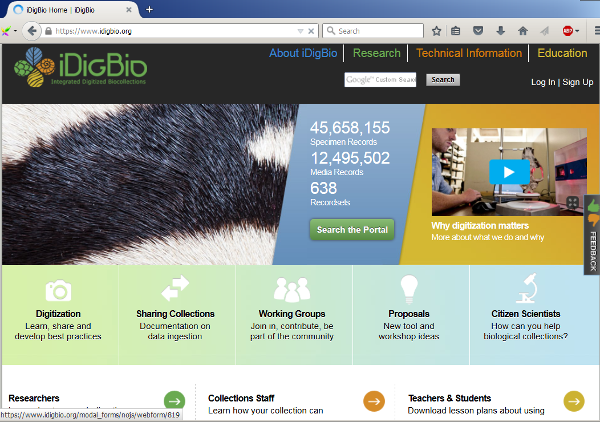 iDigBio Home | iDigBio
https://www.idigbio.org
Search
ABP
iDigBio
Integrated Digitized Biocollections
About iDigBio
Research
Technical Information
Education
Google™ Custom Sear
Search
Log In | Sign Up
45,658,155
Specimen Records
12,495,502
Media Records
638
Recordsets
Search the Portal
Why digitization matters
More about what we do and why
FEEDBACK
Digitization
Learn, share and
develop best practices
Sharing Collections
Documentation on
data ingestion
Working Groups
Join in, contribute, be
part of the community
Proposals
New tool and
workshop ideas
Citizen Scientists
How can you help
biological collections?
Researchers
Collections Staff
Learn how your collection can
Teachers & Students
Download lesson plans about using
https://www.idigbio.org/modal_forms/nojs/webform/819